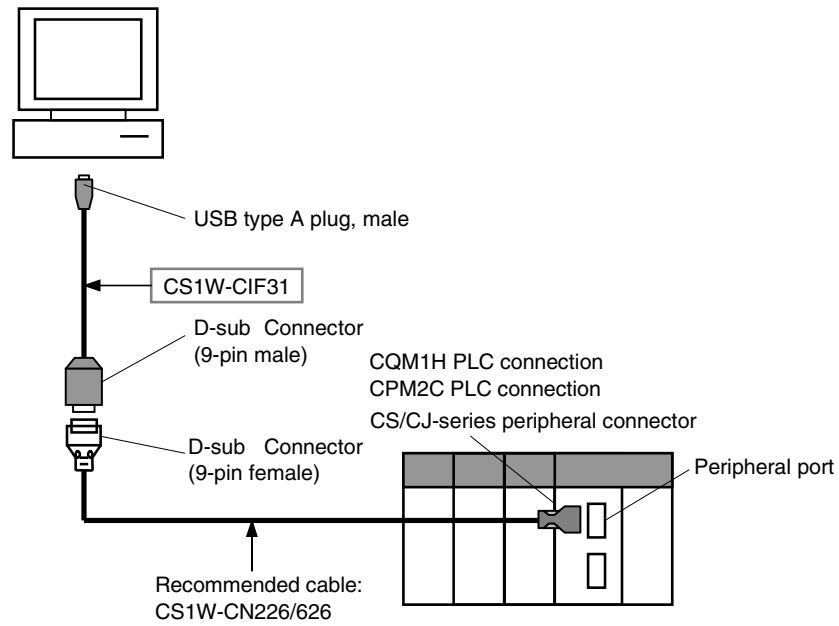 USB type A plug, male
CS1W-CIF31
D-sub Connector
(9-pin male)
CQM1H PLC connection
CPM2C PLC connection
CS/CJ-series peripheral connector
D-sub Connector
(9-pin female)
Peripheral port
Recommended cable:
CS1W-CN226/626